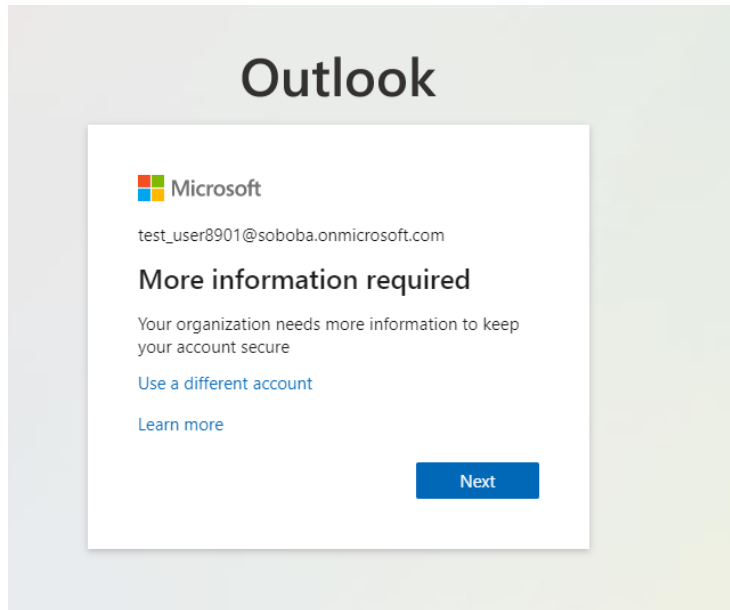 Outlook
Microsoft
test_user8901@soboba.onmicrosoft.com
More information required
Your organization needs more information to keep
your account secure
Use a different account
Learn more
Next